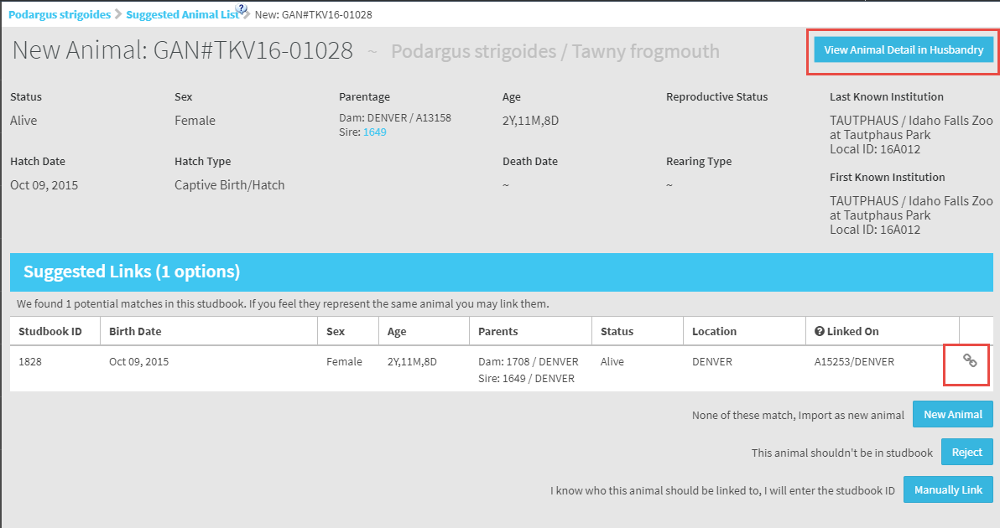 Podargus strigoides > Suggested Animal List ? > New: GAN#TKV16-01028
New Animal: GAN#TKV16-01028 ~ Podargus strigoides / Tawny frogmouth
View Animal Detail in Husbandry
Status
Alive
Sex
Female
Parentage
Dam: DENVER / A13158
Sire: 1649
Age
2Y,11M,8D
Reproductive Status
Last Known Institution
TAUTPHAUS / Idaho Falls Zoo
at Tautphaus Park
Local ID: 16A012
Hatch Date
Oct 09, 2015
Hatch Type
Captive Birth/Hatch
Death Date
~
Rearing Type
~
First Known Institution
TAUTPHAUS / Idaho Falls Zoo
at Tautphaus Park
Local ID: 16A012
Suggested Links (1 options)
We found 1 potential matches in this studbook. If you feel they represent the same animal you may link them.
Studbook ID Birth Date Sex Age Parents Status Location ? Linked On
1828 Oct 09, 2015 Female 2Y,11M,8D Dam: 1708 / DENVER Alive DENVER A15253/DENVER
Sire: 1649 / DENVER
None of these match, Import as new animal New Animal
This animal shouldn't be in studbook Reject
I know who this animal should be linked to, I will enter the studbook ID Manually Link